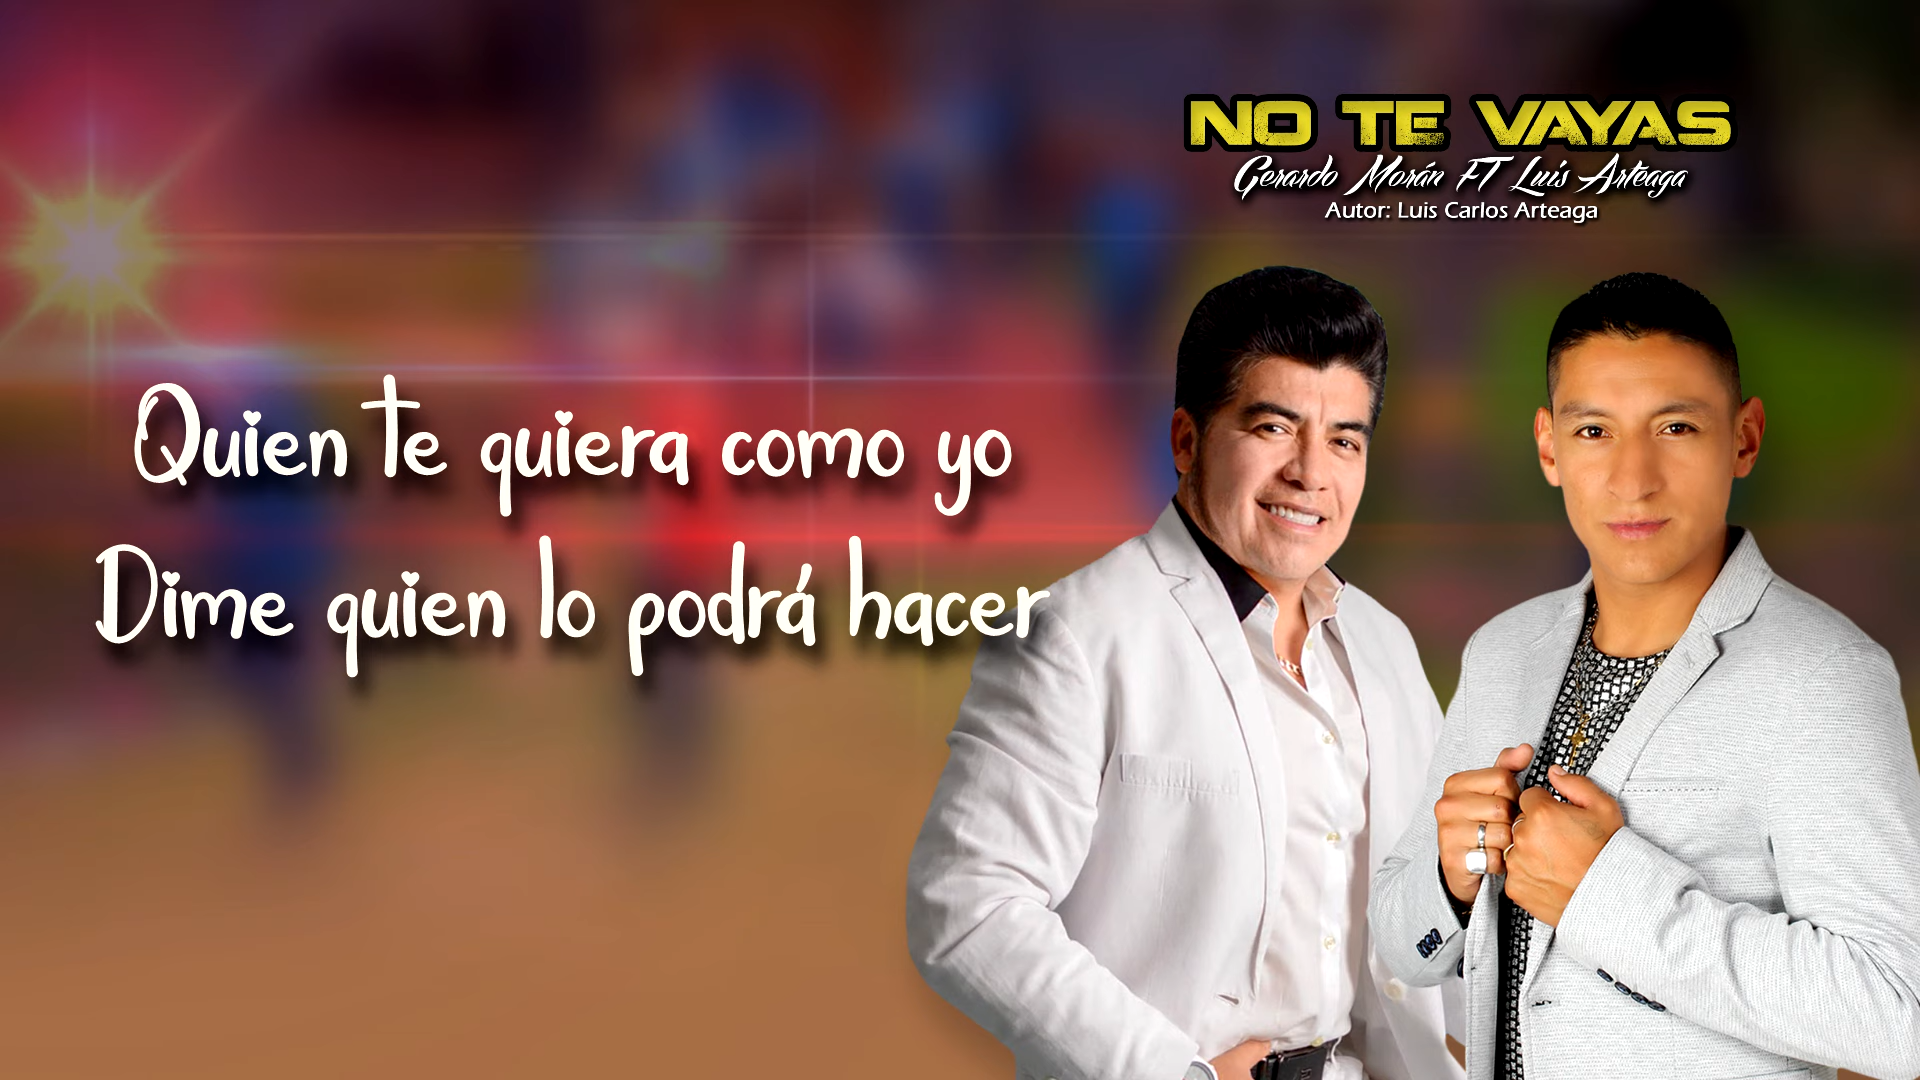 NO TE VAYAS
Gerardo Morán FT Luis Arteaga
Autor: Luis Carlos Arteaga
Quien te quiera como yo
Dime quien lo podrá hacer